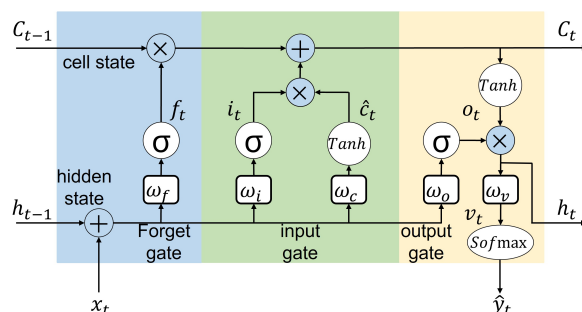 C_{t-1}
C_t
×
+
cell state
Tanh
f_t
i_t
×
ĉ_t
o_t
σ
σ
Tanh
σ
×
hidden
state
ω_f
ω_i
ω_c
ω_o
ω_v
h_{t-1}
+
v_t
h_t
Forget
gate
input
gate
output
gate
Sofmax
x_t
ŷ_t